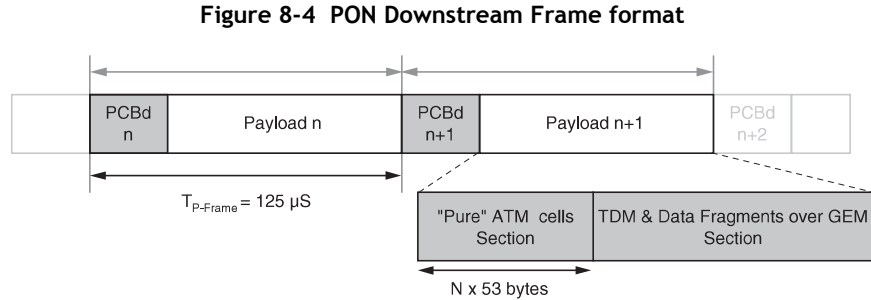 Figure 8-4 PON Downstream Frame format
PCBd
n
Payload n
PCBd
n+1
Payload n+1
PCBd
n+2
T_P-Frame = 125 µS
"Pure" ATM cells
Section
TDM & Data Fragments over GEM
Section
N x 53 bytes